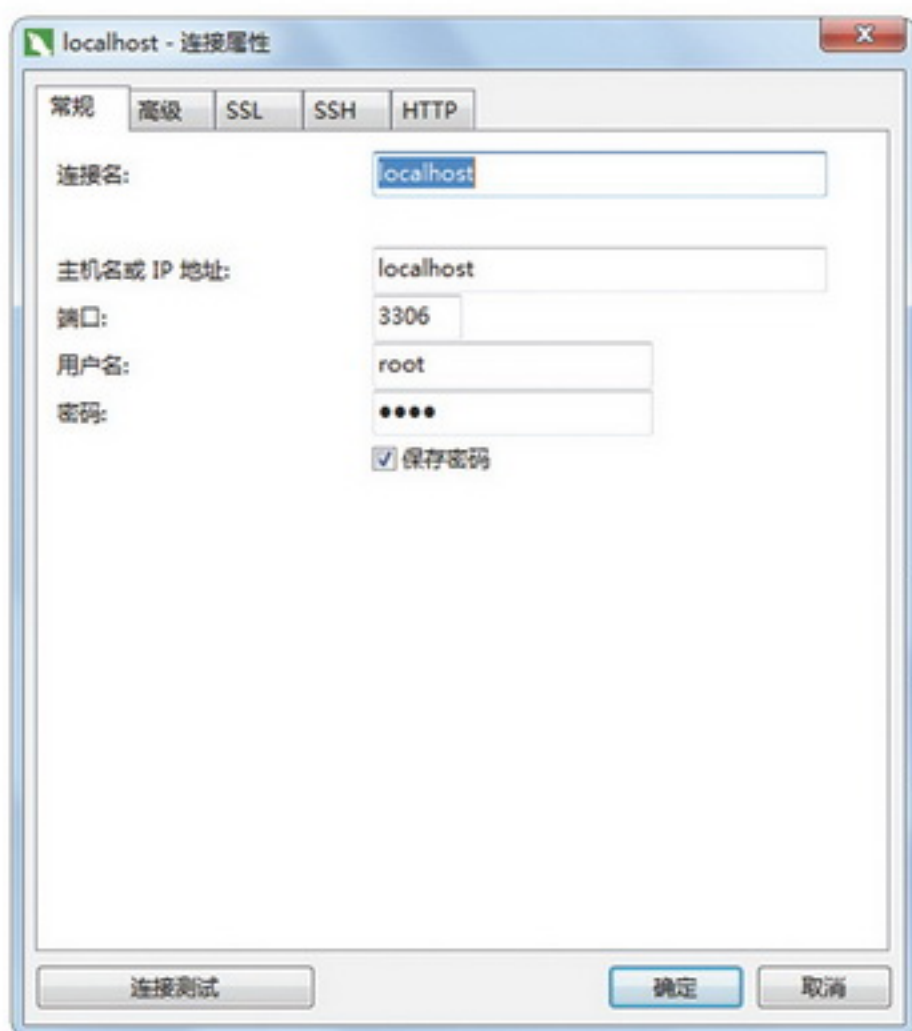 localhost - 连接属性
常规 高级 SSL SSH HTTP
连接名: localhost
主机名或 IP 地址: localhost
端口: 3306
用户名: root
密码: ●●●●
保存密码
连接测试 确定 取消